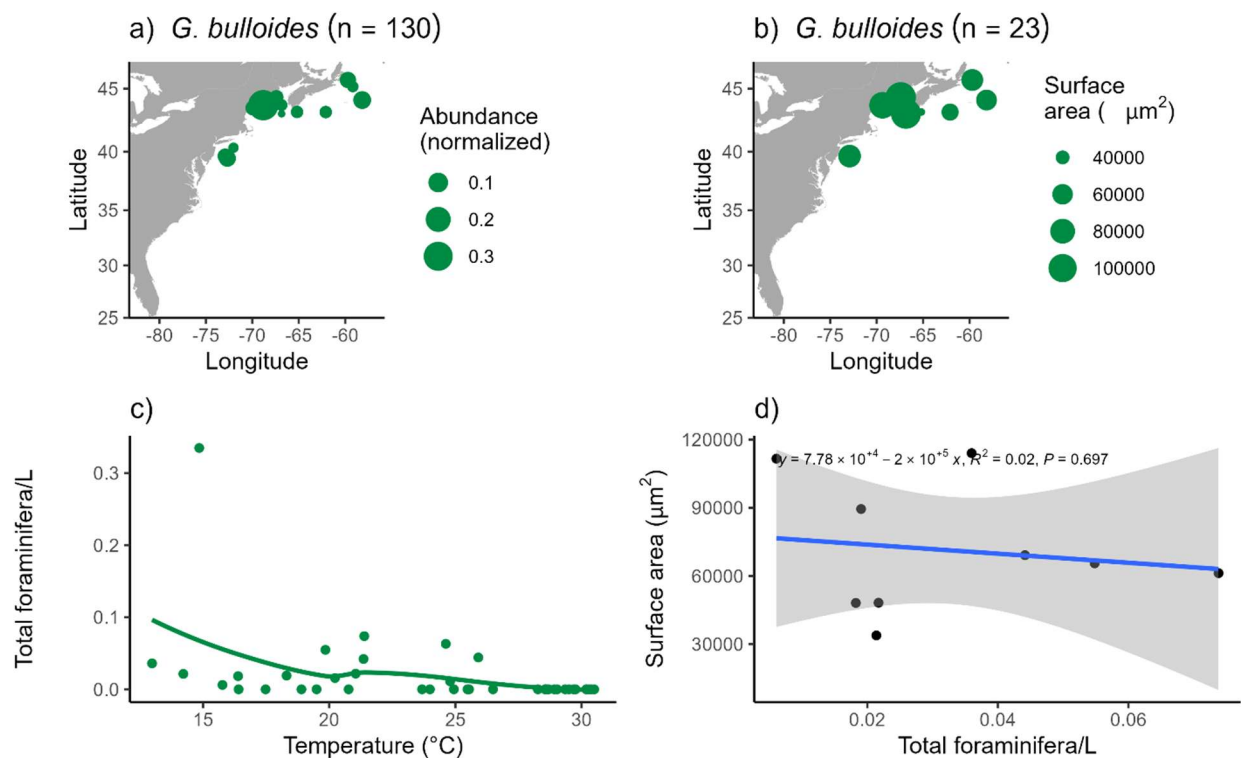 a) G. bulloides (n = 130)
45
40
35
30
25
Latitude
-80 -75 -70 -65 -60
Longitude
Abundance
(normalized)
0.1
0.2
0.3
b) G. bulloides (n = 23)
45
40
35
30
25
Latitude
-80 -75 -70 -65 -60
Longitude
Surface
area ( μm²)
40000
60000
80000
100000
c)
Total foraminifera/L
0.3
0.2
0.1
0.0
15 20 25 30
Temperature (°C)
d)
Surface area (μm²)
120000
90000
60000
30000
y = 7.78 × 10⁺⁴ − 2 × 10⁺⁵ x, R² = 0.02, P = 0.697
0.02 0.04 0.06
Total foraminifera/L